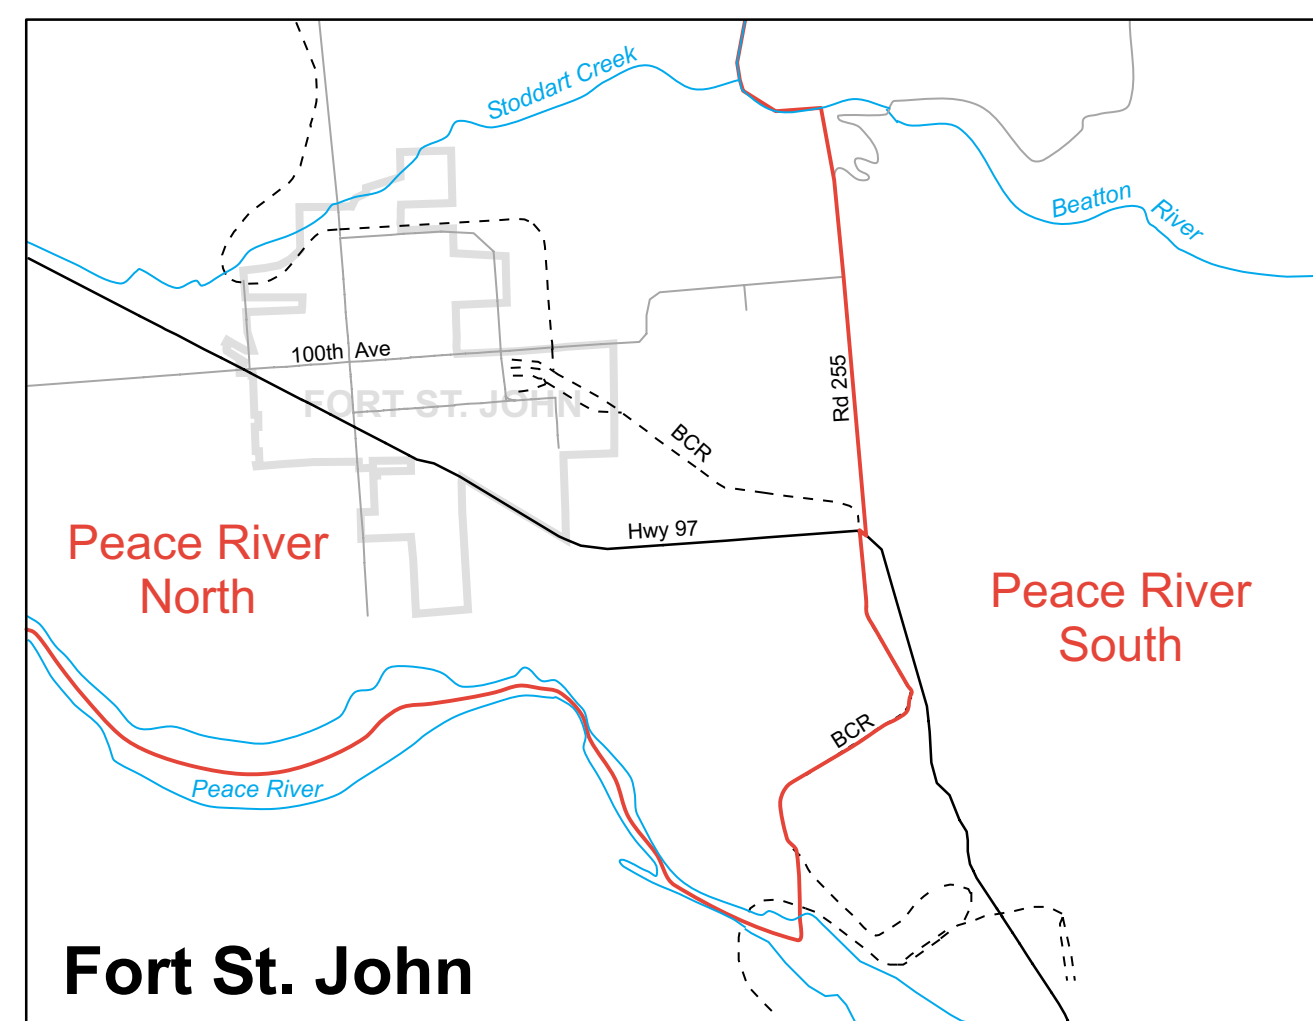 Stoddart Creek
Beatton River
100th Ave
FORT ST. JOHN
Rd 255
BCR
Hwy 97
Peace River
North
Peace River
South
BCR
Peace River
Fort St. John